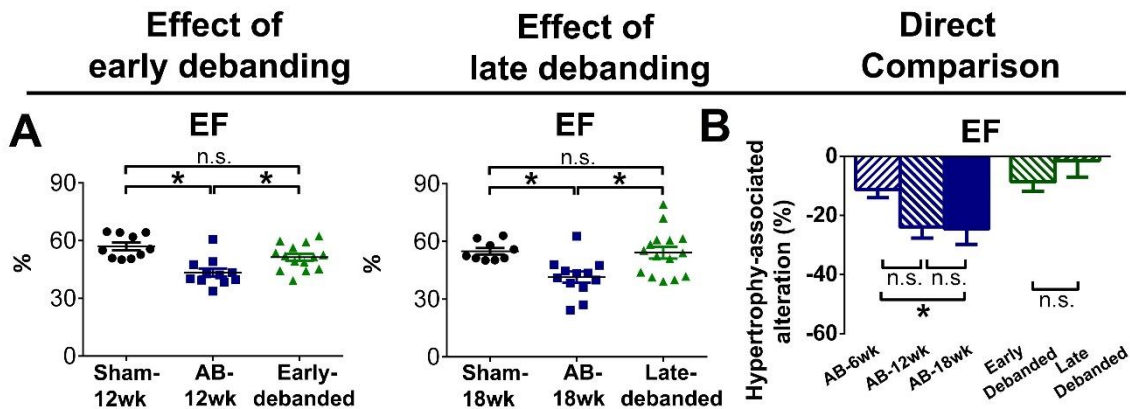 Effect of
early debanding
Effect of
late debanding
Direct
Comparison
A
EF
n.s.
*
*
90
60
30
0
%
Sham-
12wk
AB-
12wk
Early-
debanded
EF
n.s.
*
*
90
60
30
0
%
Sham-
18wk
AB-
18wk
Late-
debanded
B
EF
Hypertrophy-associated
alteration (%)
0
-20
-40
-60
n.s.
n.s.
*
n.s.
AB-6wk
AB-12wk
AB-18wk
Early
Debanded
Late
Debanded